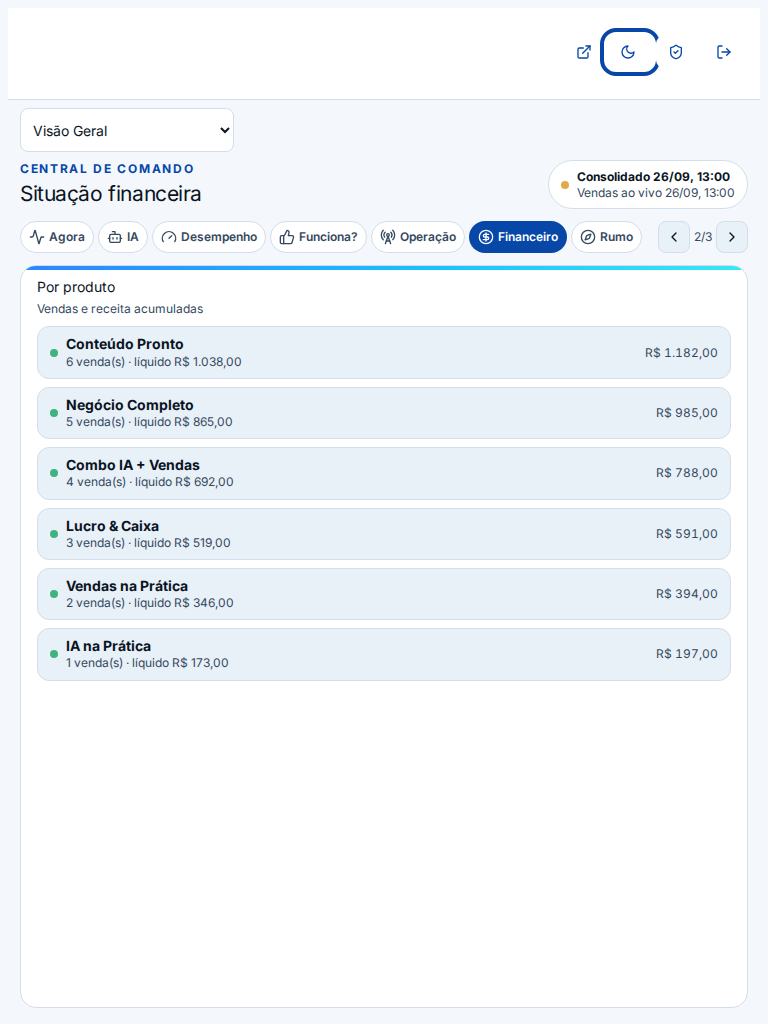 Visão Geral
CENTRAL DE COMANDO
Situação financeira
Consolidado 26/09, 13:00
Vendas ao vivo 26/09, 13:00
Agora IA Desempenho Funciona? Operação Financeiro Rumo 2/3
Por produto
Vendas e receita acumuladas
Conteúdo Pronto
6 venda(s) · líquido R$ 1.038,00
R$ 1.182,00
Negócio Completo
5 venda(s) · líquido R$ 865,00
R$ 985,00
Combo IA + Vendas
4 venda(s) · líquido R$ 692,00
R$ 788,00
Lucro & Caixa
3 venda(s) · líquido R$ 519,00
R$ 591,00
Vendas na Prática
2 venda(s) · líquido R$ 346,00
R$ 394,00
IA na Prática
1 venda(s) · líquido R$ 173,00
R$ 197,00